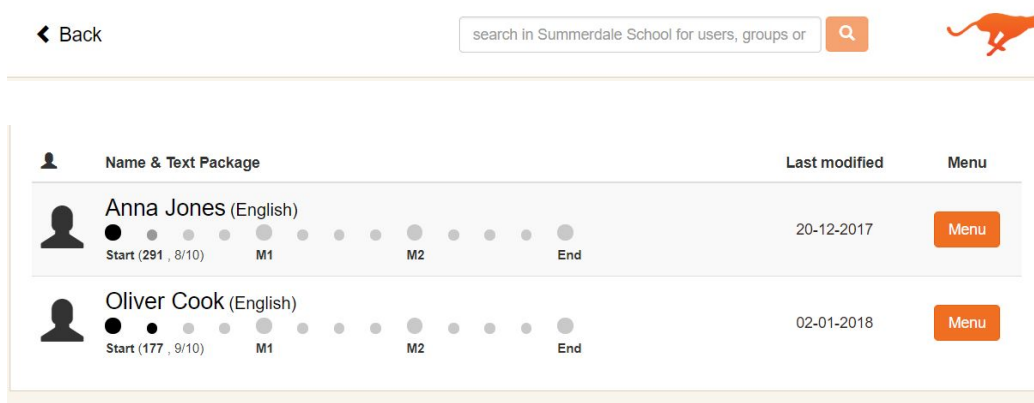 Back
search in Summerdale School for users, groups or
Name & Text Package Last modified Menu
Anna Jones (English)
20-12-2017 Menu
Start (291 , 8/10) M1 M2 End
Oliver Cook (English)
02-01-2018 Menu
Start (177 , 9/10) M1 M2 End